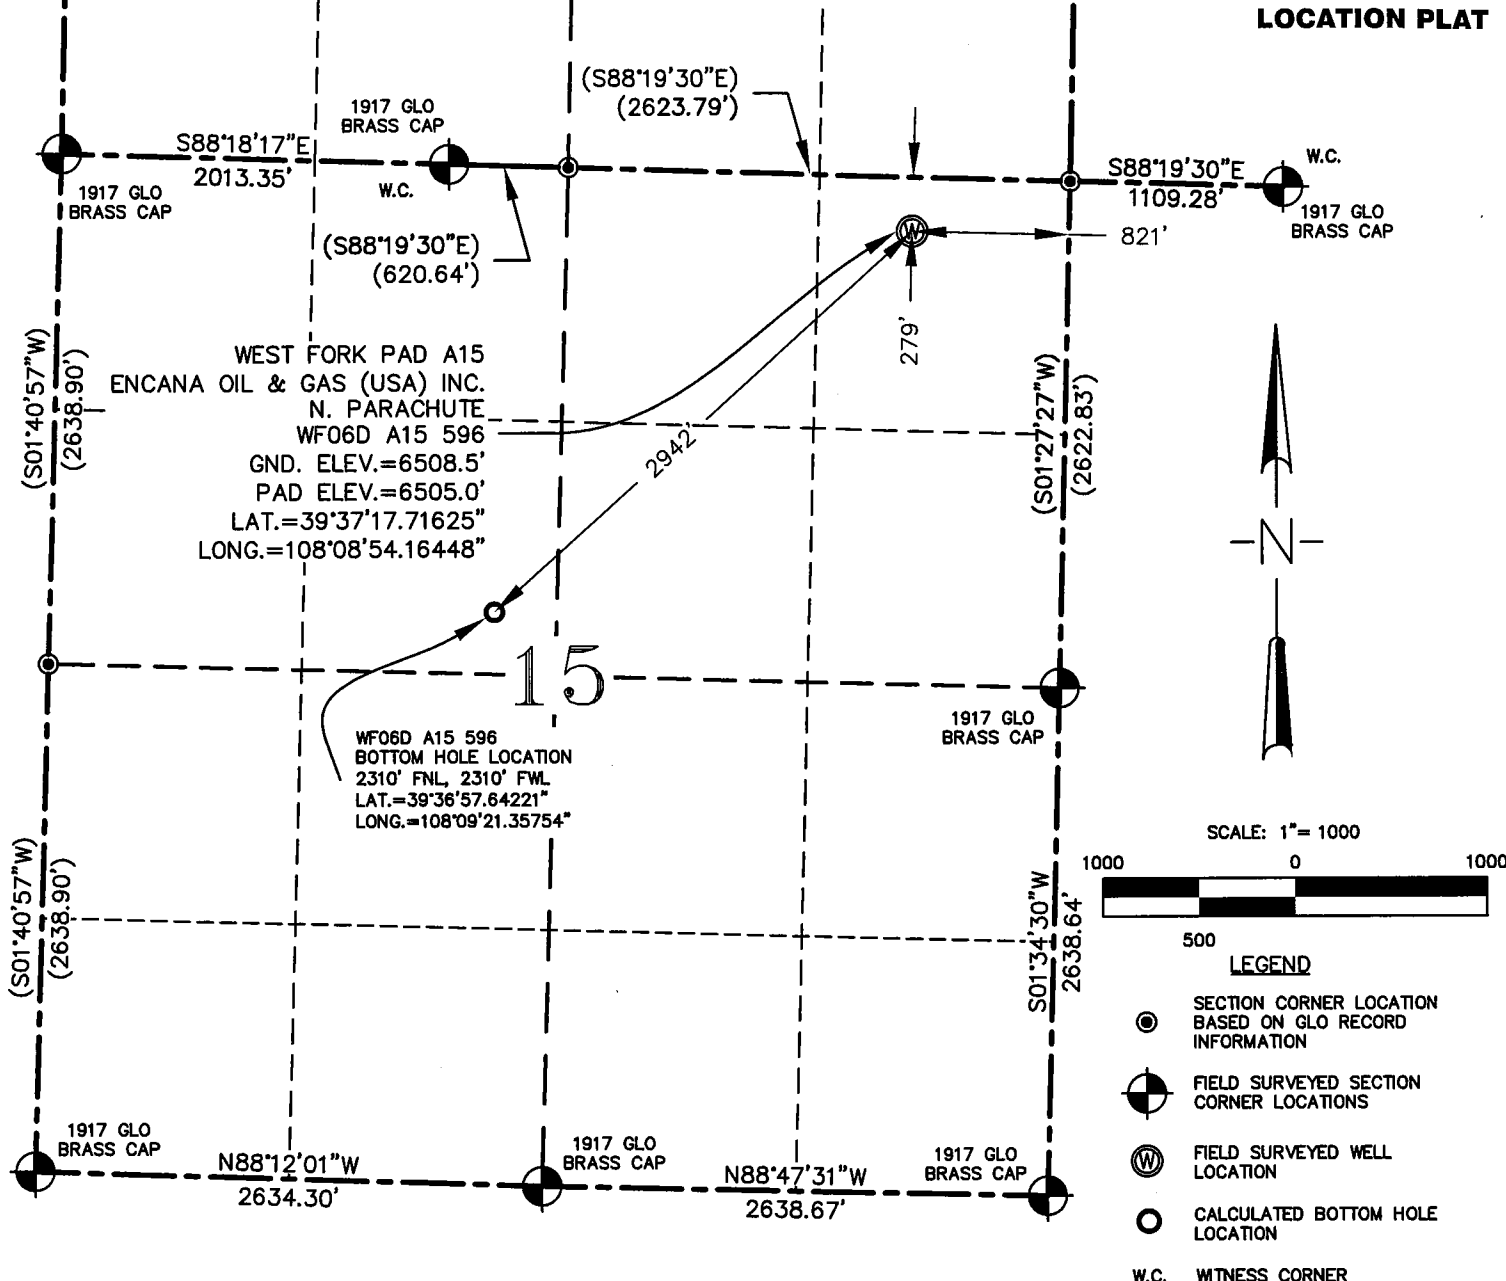 LOCATION PLAT
(S88°19'30"E)
(2623.79')
1917 GLO
BRASS CAP
S88°18'17"E
2013.35'
W.C.
1917 GLO
BRASS CAP
(S88°19'30"E)
(620.64')
S88°19'30"E
1109.28'
W.C.
1917 GLO
BRASS CAP
821'
279'
2942'
(S01°40'57"W)
(2638.90')
WEST FORK PAD A15
ENCANA OIL & GAS (USA) INC.
N. PARACHUTE
WF06D A15 596
GND. ELEV.=6508.5'
PAD ELEV.=6505.0'
LAT.=39°37'17.71625"
LONG.=108°08'54.16448"
(S01°27'27"W)
(2622.83')
N
15
1917 GLO
BRASS CAP
WF06D A15 596
BOTTOM HOLE LOCATION
2310' FNL, 2310' FWL
LAT.=39°36'57.64221"
LONG.=108°09'21.35754"
(S01°40'57"W)
(2638.90')
S01°34'30"W
2638.64'
SCALE: 1"= 1000
1000 0 1000
500
LEGEND
SECTION CORNER LOCATION
BASED ON GLO RECORD
INFORMATION
FIELD SURVEYED SECTION
CORNER LOCATIONS
W
FIELD SURVEYED WELL
LOCATION
CALCULATED BOTTOM HOLE
LOCATION
W.C. WITNESS CORNER
W
1917 GLO
BRASS CAP
N88°12'01"W
2634.30'
1917 GLO
BRASS CAP
N88°47'31"W
2638.67'
1917 GLO
BRASS CAP